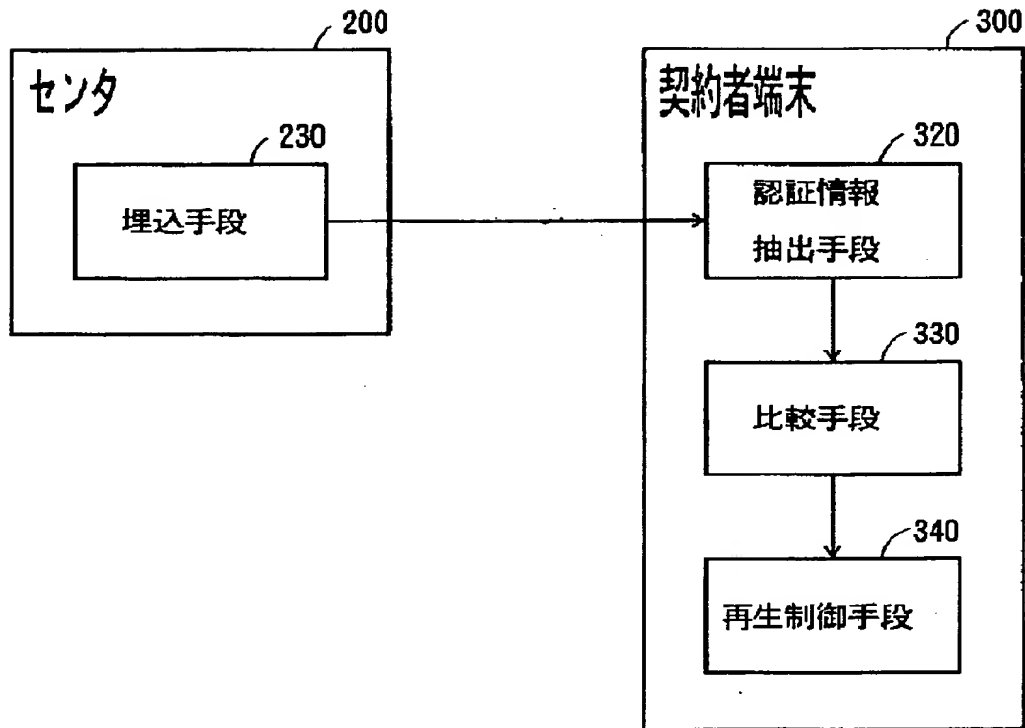 200
センタ
230
埋込手段
300
契約者端末
320
認証情報
抽出手段
330
比較手段
340
再生制御手段